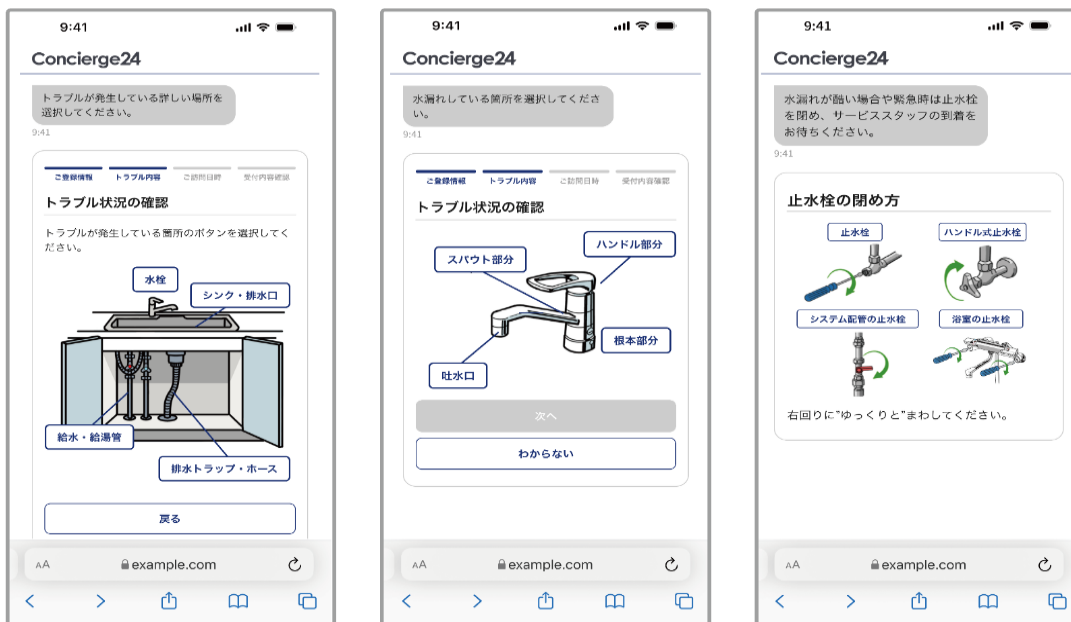 9:41
Concierge24
トラブルが発生している詳しい場所を
選択してください。
9:41
ご登録情報
トラブル内容
ご訪問日時
受付内容確認
トラブル状況の確認
トラブルが発生している箇所のボタンを選択してく
ださい。
水栓
シンク・排水口
給水・給湯管
排水トラップ・ホース
戻る
AA
example.com
9:41
Concierge24
水漏れしている箇所を選択してくださ
い。
9:41
ご登録情報
トラブル内容
ご訪問日時
受付内容確認
トラブル状況の確認
ハンドル部分
スパウト部分
根本部分
吐水口
次へ
わからない
AA
example.com
9:41
Concierge24
水漏れが酷い場合や緊急時は止水栓
を閉め、サービススタッフの到着を
お待ちください。
9:41
止水栓の閉め方
止水栓
ハンドル式止水栓
システム配管の止水栓
浴室の止水栓
右回りに"ゆっくりと"まわしてください。
AA
example.com